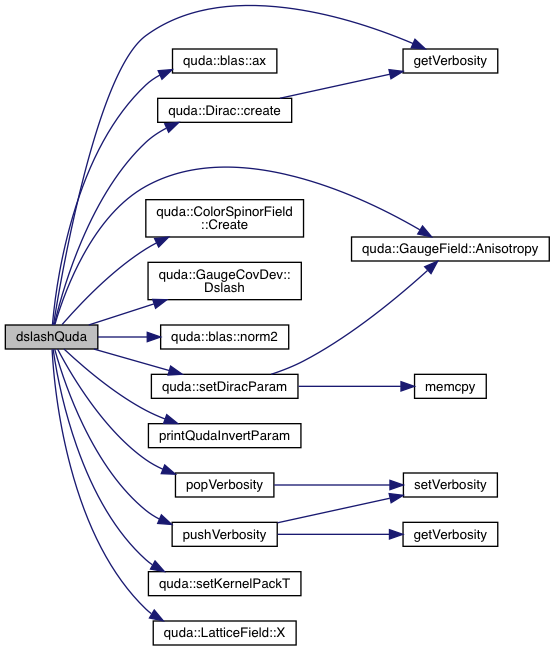 quda::blas::ax
getVerbosity
quda::Dirac::create
quda::ColorSpinorField
::Create
quda::GaugeField::Anisotropy
quda::GaugeCovDev::
Dslash
dslashQuda
quda::blas::norm2
quda::setDiracParam
memcpy
printQudaInvertParam
popVerbosity
setVerbosity
pushVerbosity
getVerbosity
quda::setKernelPackT
quda::LatticeField::X